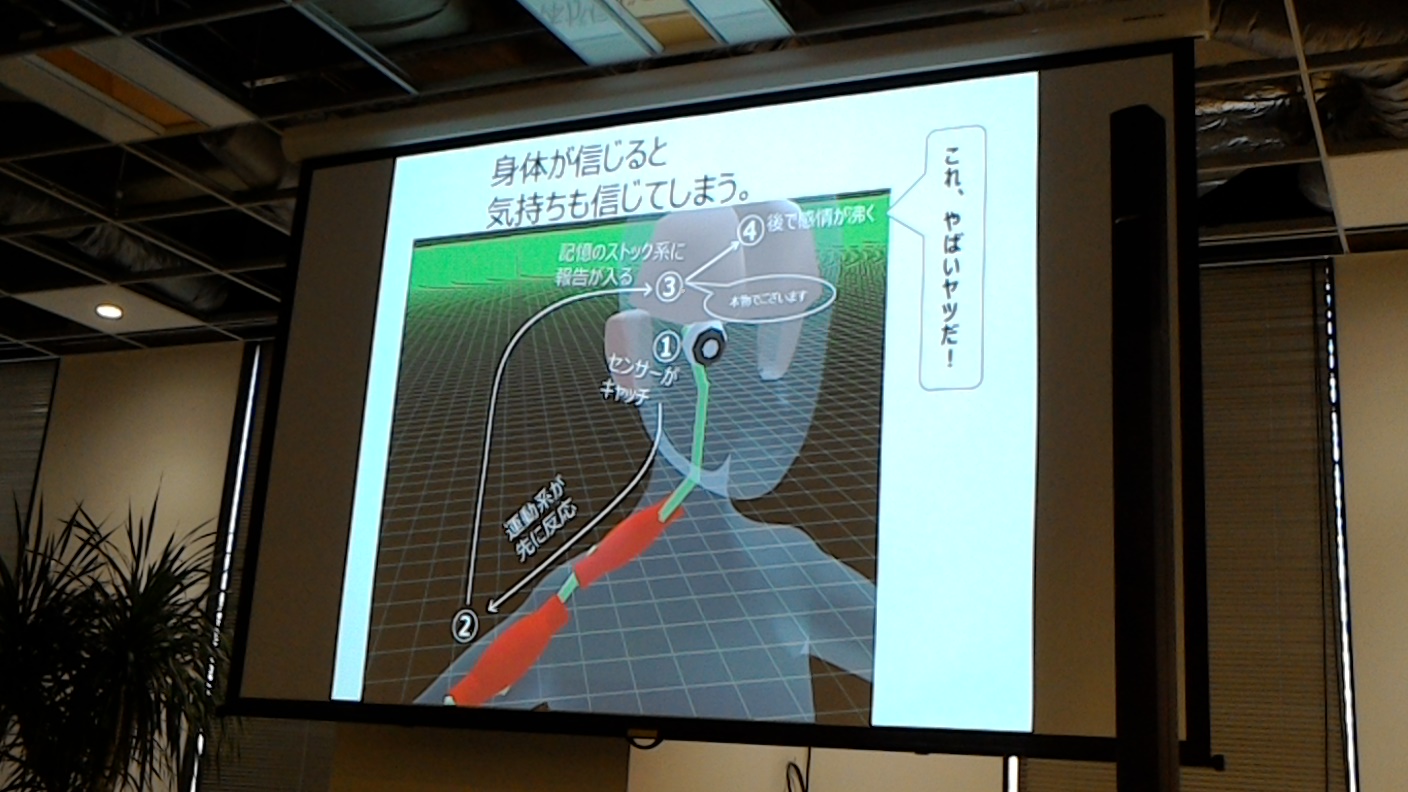 身体が信じると
気持ちも信じてしまう。
これ、やばいヤツだ！
④後で感情が沸く
記憶のストック系に
報告が入る ③
本物でございます
①
センサーが
キャッチ
運動系が
先に反応
②